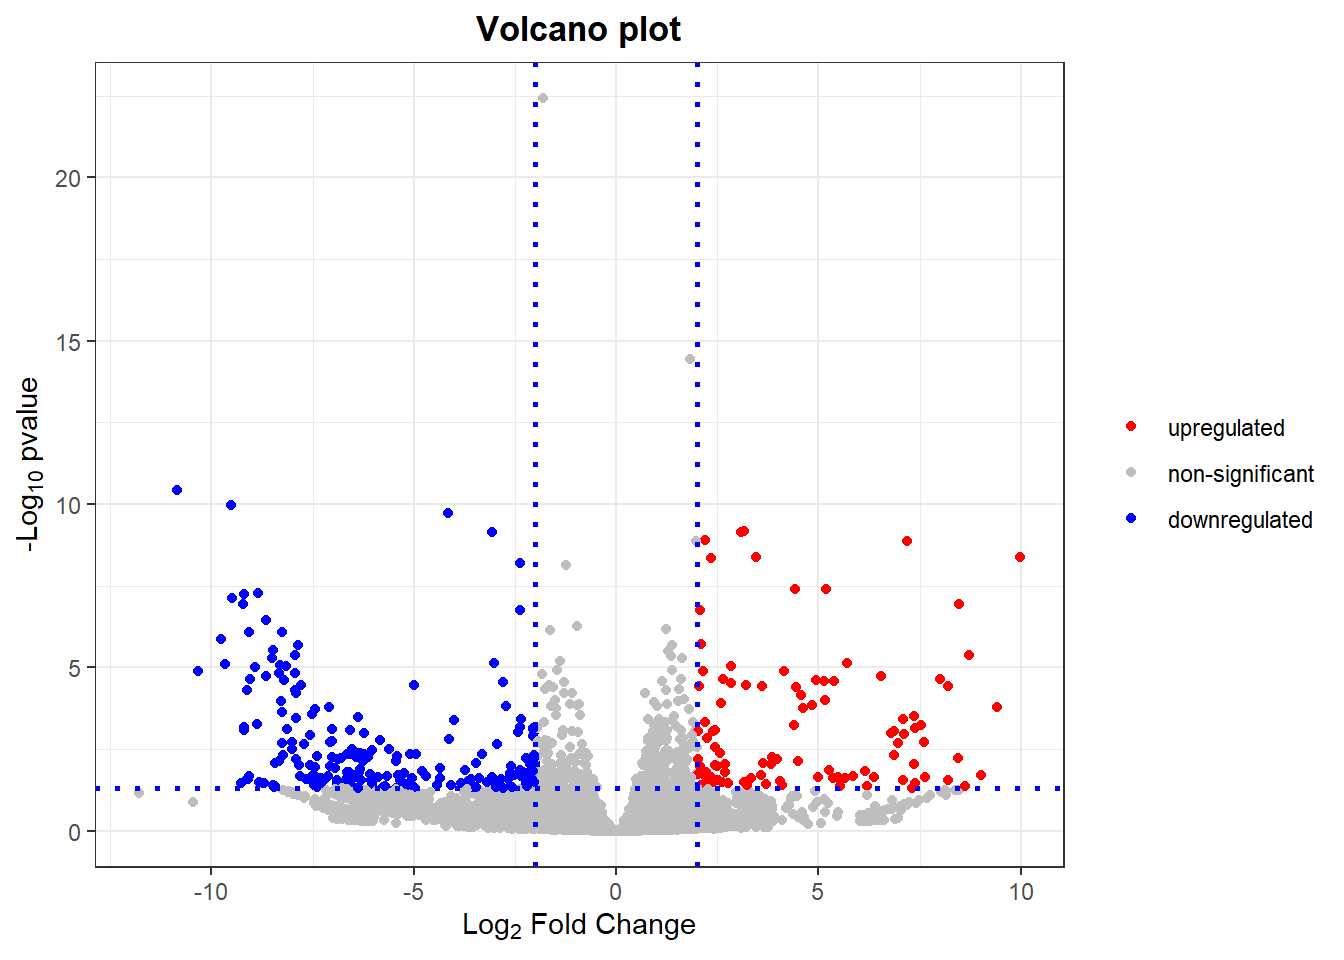 Volcano plot
20
15
10
5
0
-Log10 pvalue
-10
-5
0
5
10
Log2 Fold Change
upregulated
non-significant
downregulated